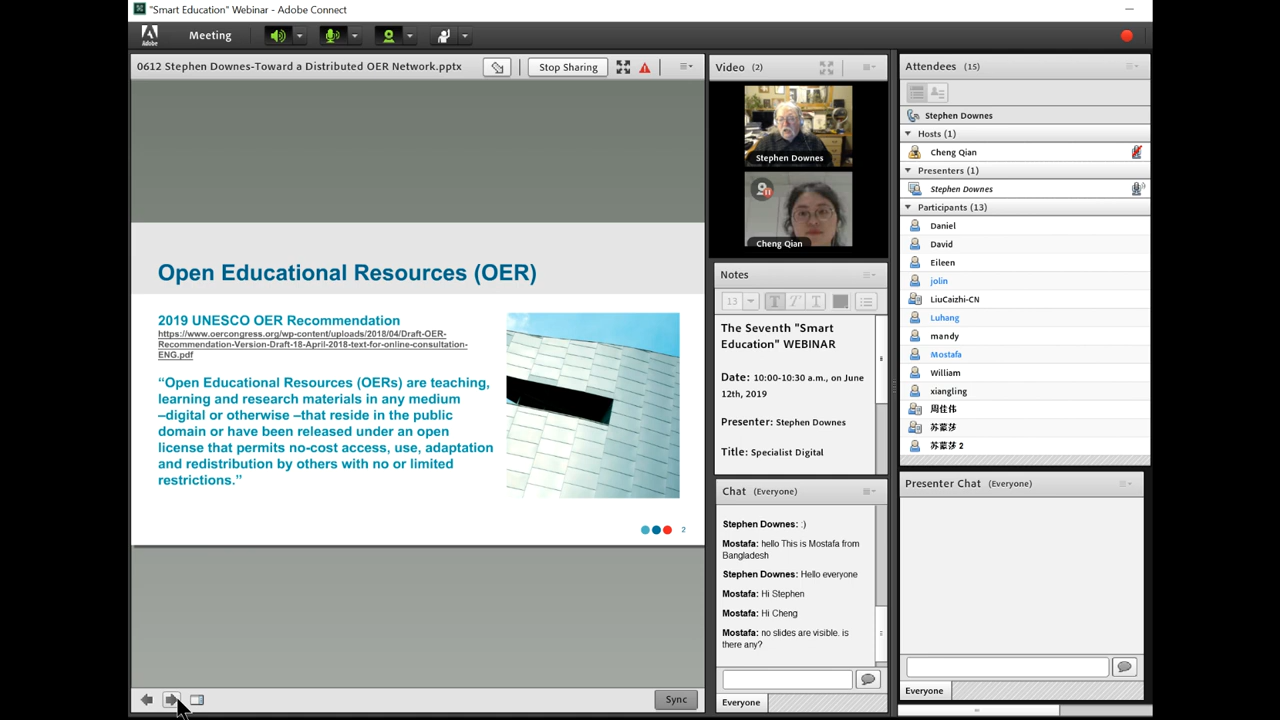 "Smart Education" Webinar - Adobe Connect
Adobe
Meeting
0612 Stephen Downes-Toward a Distributed OER Network.pptx
Stop Sharing
Open Educational Resources (OER)
2019 UNESCO OER Recommendation
https://www.oercongress.org/wp-content/uploads/2018/04/Draft-OER-
Recommendation-Version-Draft-18-April-2018-text-for-online-consultation-
ENG.pdf
“Open Educational Resources (OERs) are teaching,
learning and research materials in any medium
–digital or otherwise –that reside in the public
domain or have been released under an open
license that permits no-cost access, use, adaptation
and redistribution by others with no or limited
restrictions.”
2
Sync
Video (2)
Stephen Downes
Cheng Qian
Notes
13
T T T
The Seventh "Smart
Education" WEBINAR
Date: 10:00-10:30 a.m., on June
12th, 2019
Presenter: Stephen Downes
Title: Specialist Digital
Chat (Everyone)
Stephen Downes: :)
Mostafa: hello This is Mostafa from
Bangladesh
Stephen Downes: Hello everyone
Mostafa: Hi Stephen
Mostafa: Hi Cheng
Mostafa: no slides are visible. is
there any?
Everyone
Attendees (15)
Stephen Downes
Hosts (1)
Cheng Qian
Presenters (1)
Stephen Downes
Participants (13)
Daniel
David
Eileen
jolin
LiuCaizhi-CN
Luhang
mandy
Mostafa
William
xiangling
周佳伟
苏蒙莎
苏蒙莎 2
Presenter Chat (Everyone)
Everyone